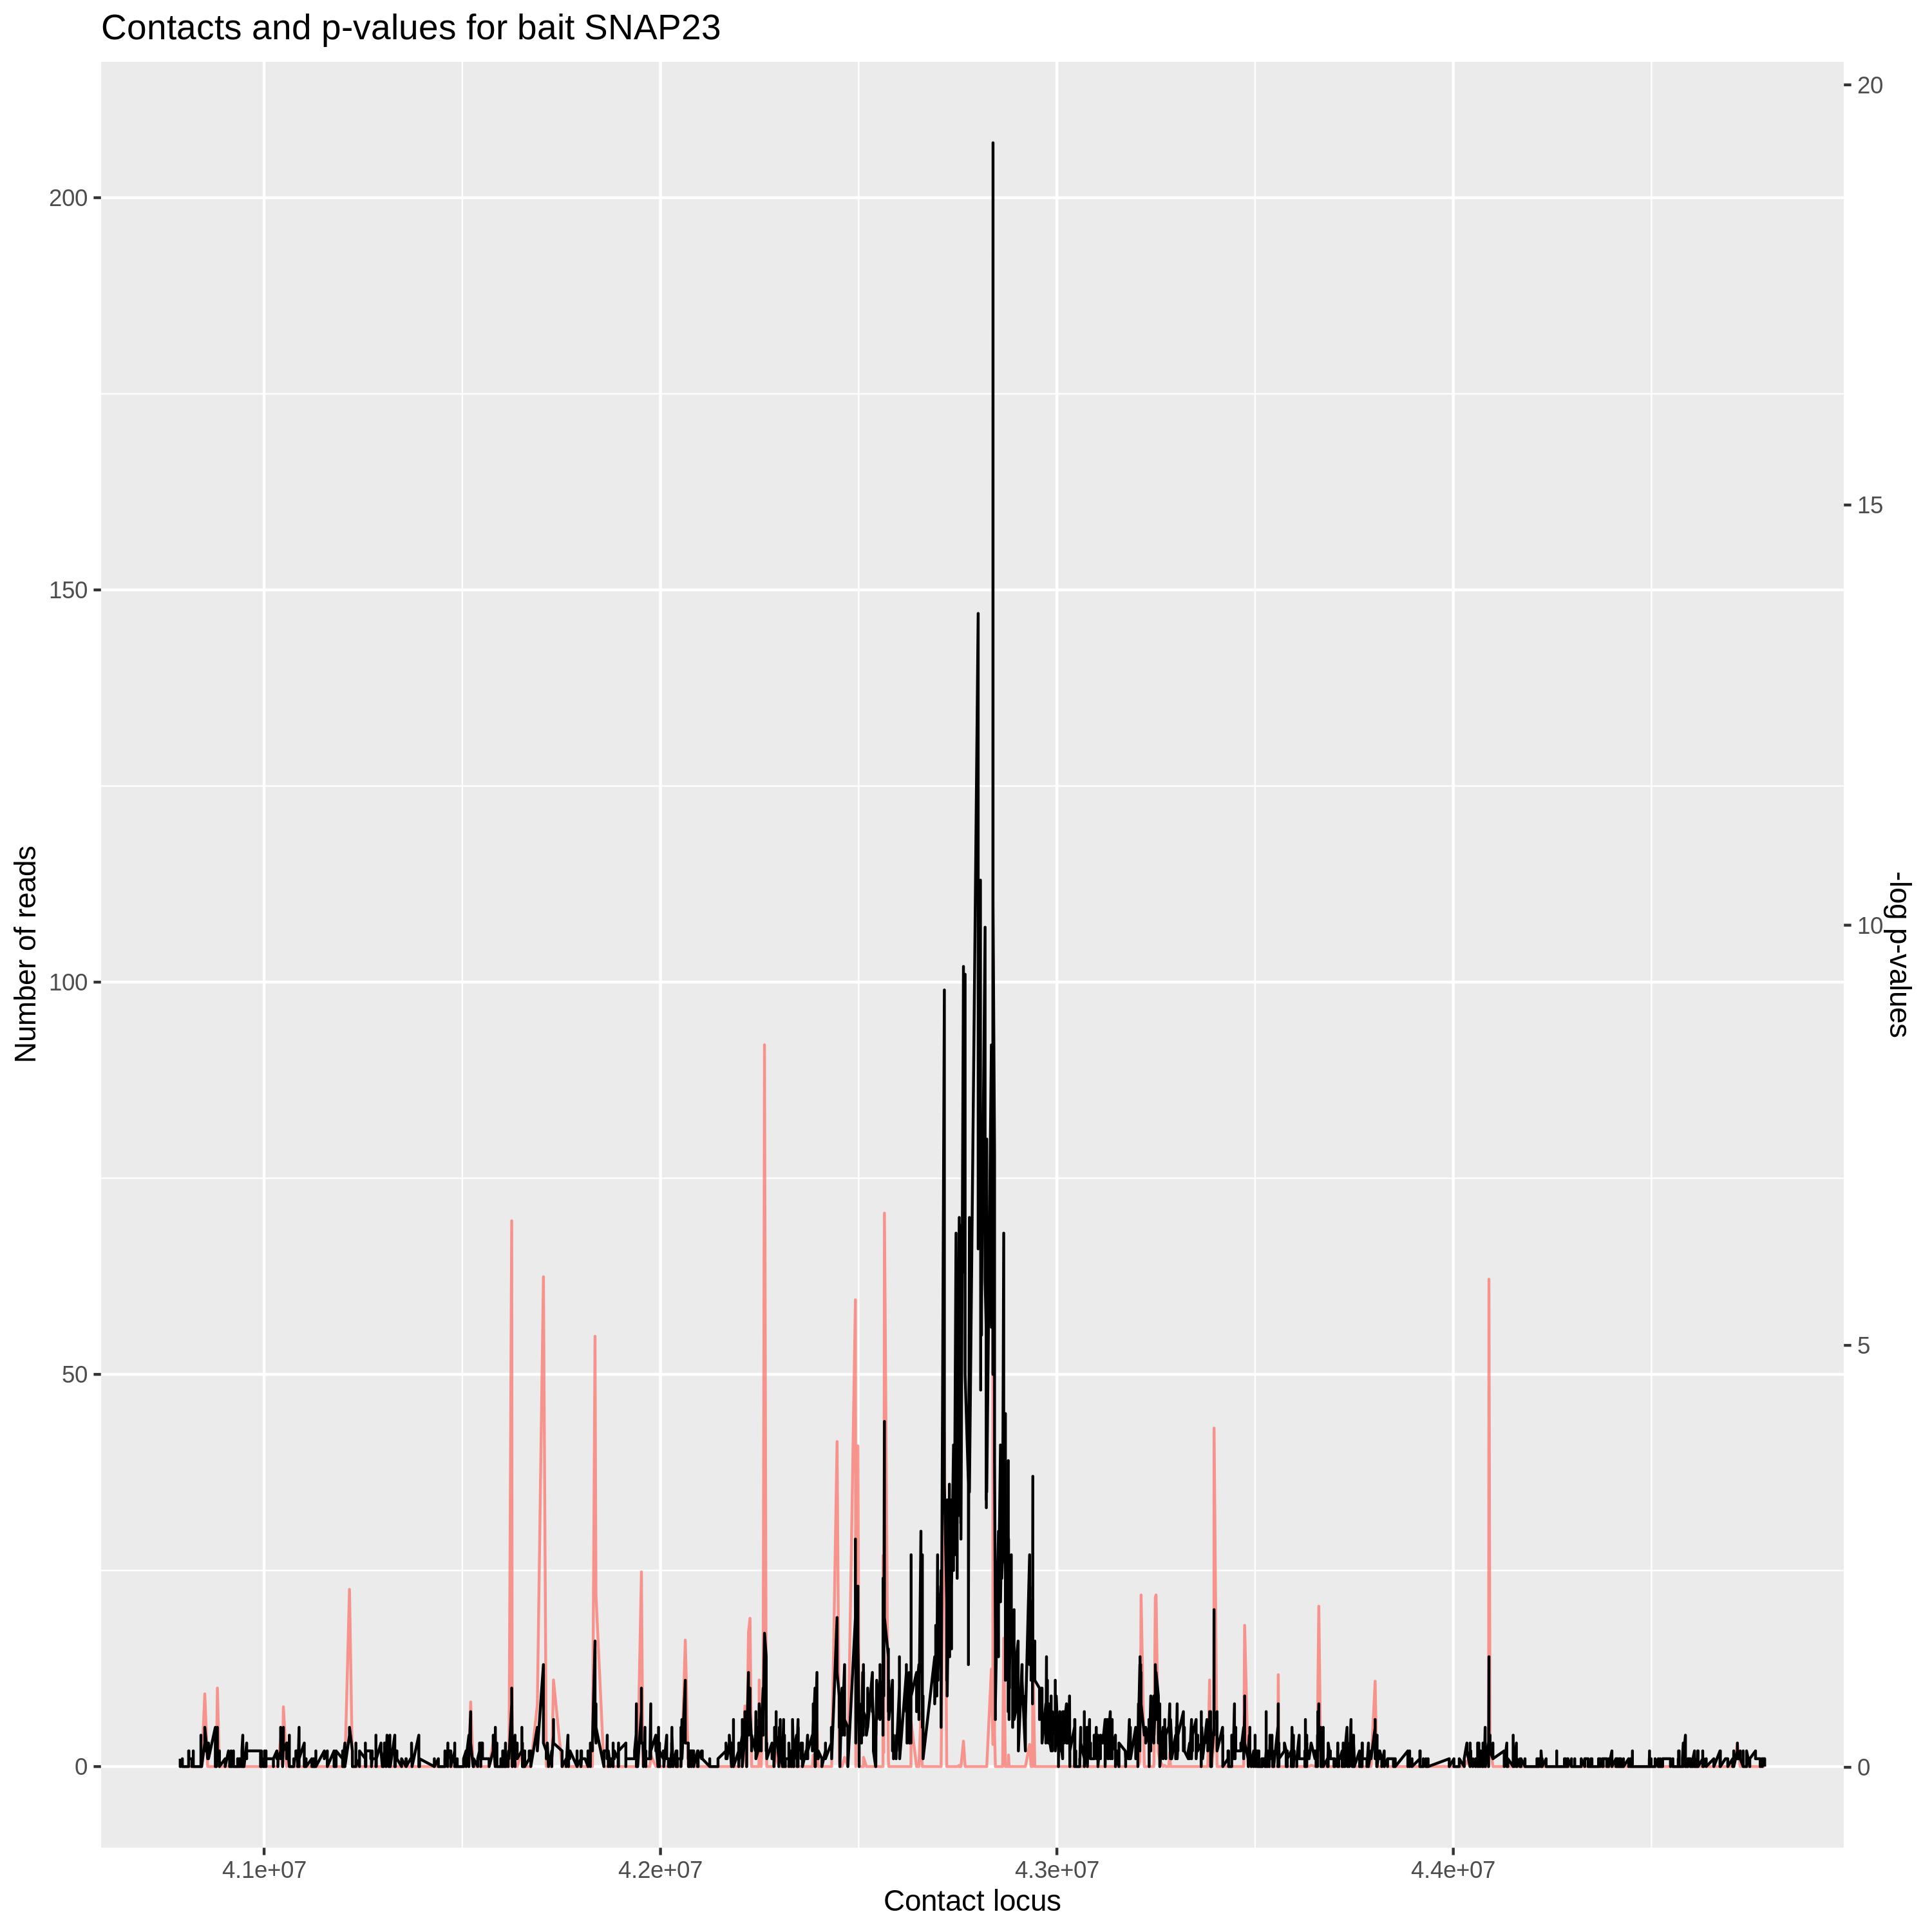 Contacts and p-values for bait SNAP23
Number of reads
200
150
100
50
0
20
15
10
5
0
-log p-values
4.1e+07
4.2e+07
4.3e+07
4.4e+07
Contact locus